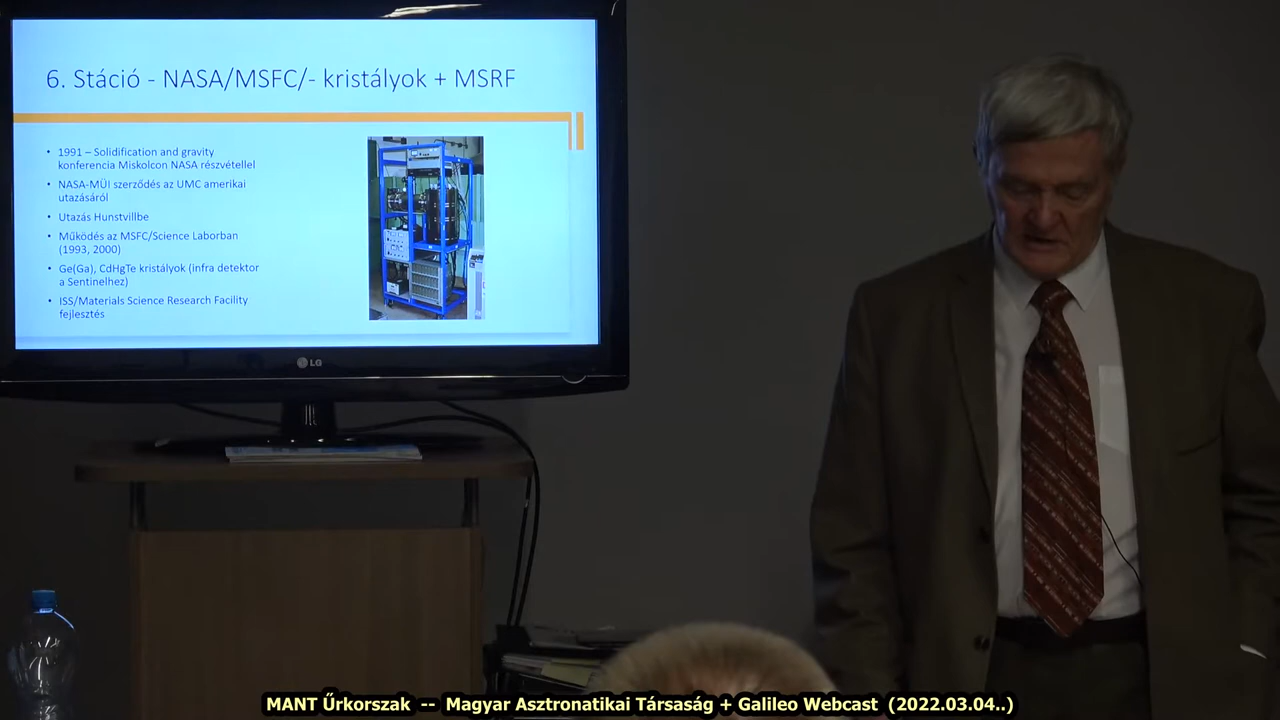 6. Stáció - NASA/MSFC/- kristályok + MSRF
• 1991 – Solidification and gravity
konferencia Miskolcon NASA részvétellel
• NASA-MÜI szerződés az UMC amerikai
utazásáról
• Utazás Hunstvillbe
• Működés az MSFC/Science Laborban
(1993, 2000)
• Ge(Ga), CdHgTe kristályok (infra detektor
a Sentinelhez)
• ISS/Materials Science Research Facility
fejlesztés
LG
MANT Űrkorszak -- Magyar Asztronatikai Társaság + Galileo Webcast (2022.03.04..)